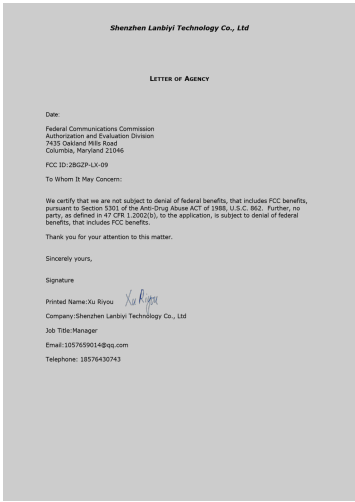 Shenzhen Lanbiyi Technology Co., Ltd
LETTER OF AGENCY
Date:
Federal Communications Commission
Authorization and Evaluation Division
7435 Oakland Mills Road
Columbia, Maryland 21046
FCC ID:2BGZP-LX-09
To Whom It May Concern:
We certify that we are not subject to denial of federal benefits, that includes FCC benefits,
pursuant to Section 5301 of the Anti-Drug Abuse ACT of 1988, U.S.C. 862. Further, no
party, as defined in 47 CFR 1.2002(b), to the application, is subject to denial of federal
benefits, that includes FCC benefits.
Thank you for your attention to this matter.
Sincerely yours,
Signature
Xu Riyou
Printed Name:Xu Riyou
Company:Shenzhen Lanbiyi Technology Co., Ltd
Job Title:Manager
Email:1057659014@qq.com
Telephone: 18576430743